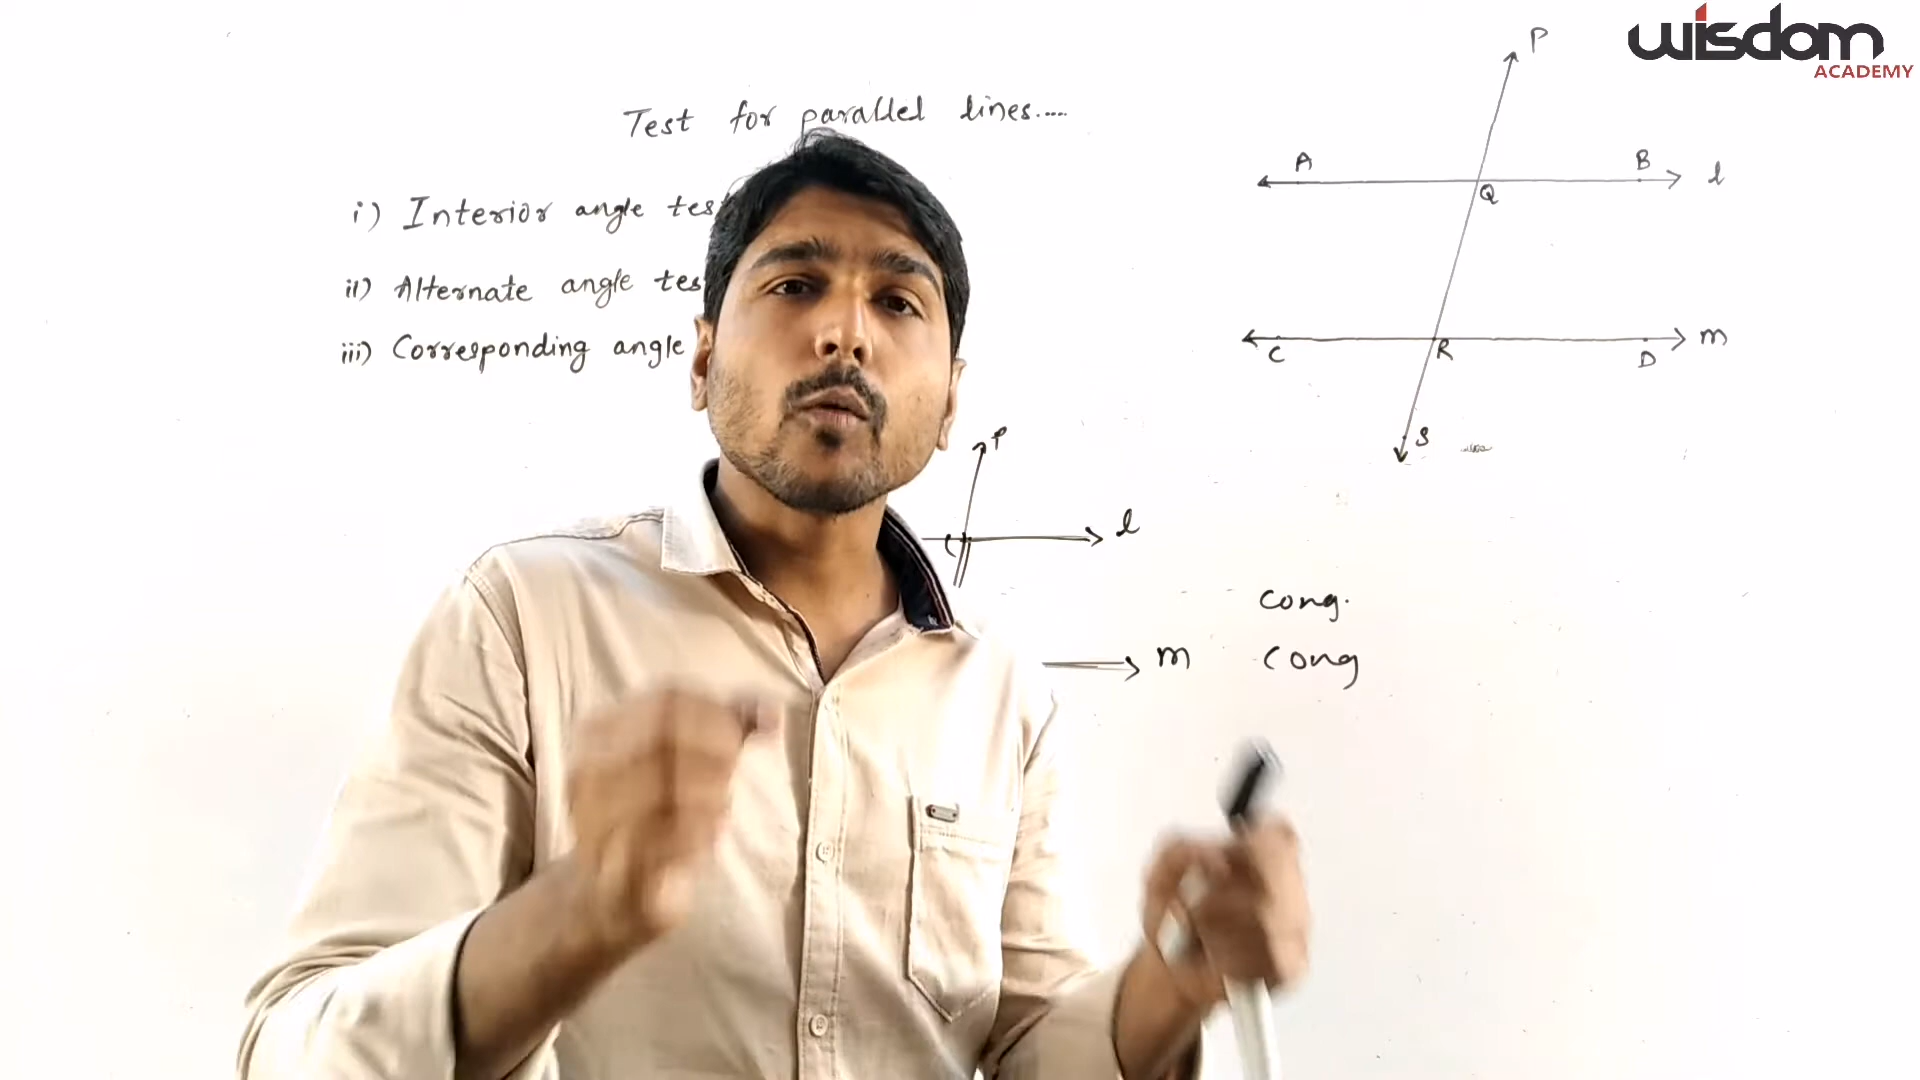 wisdom
ACADEMY
Test for parallel lines.....
i) Interior angle tes
ii) Alternate angle tes
iii) Corresponding angle
P
A B l
Q
C R D m
S
P
l
m
cong.
cong